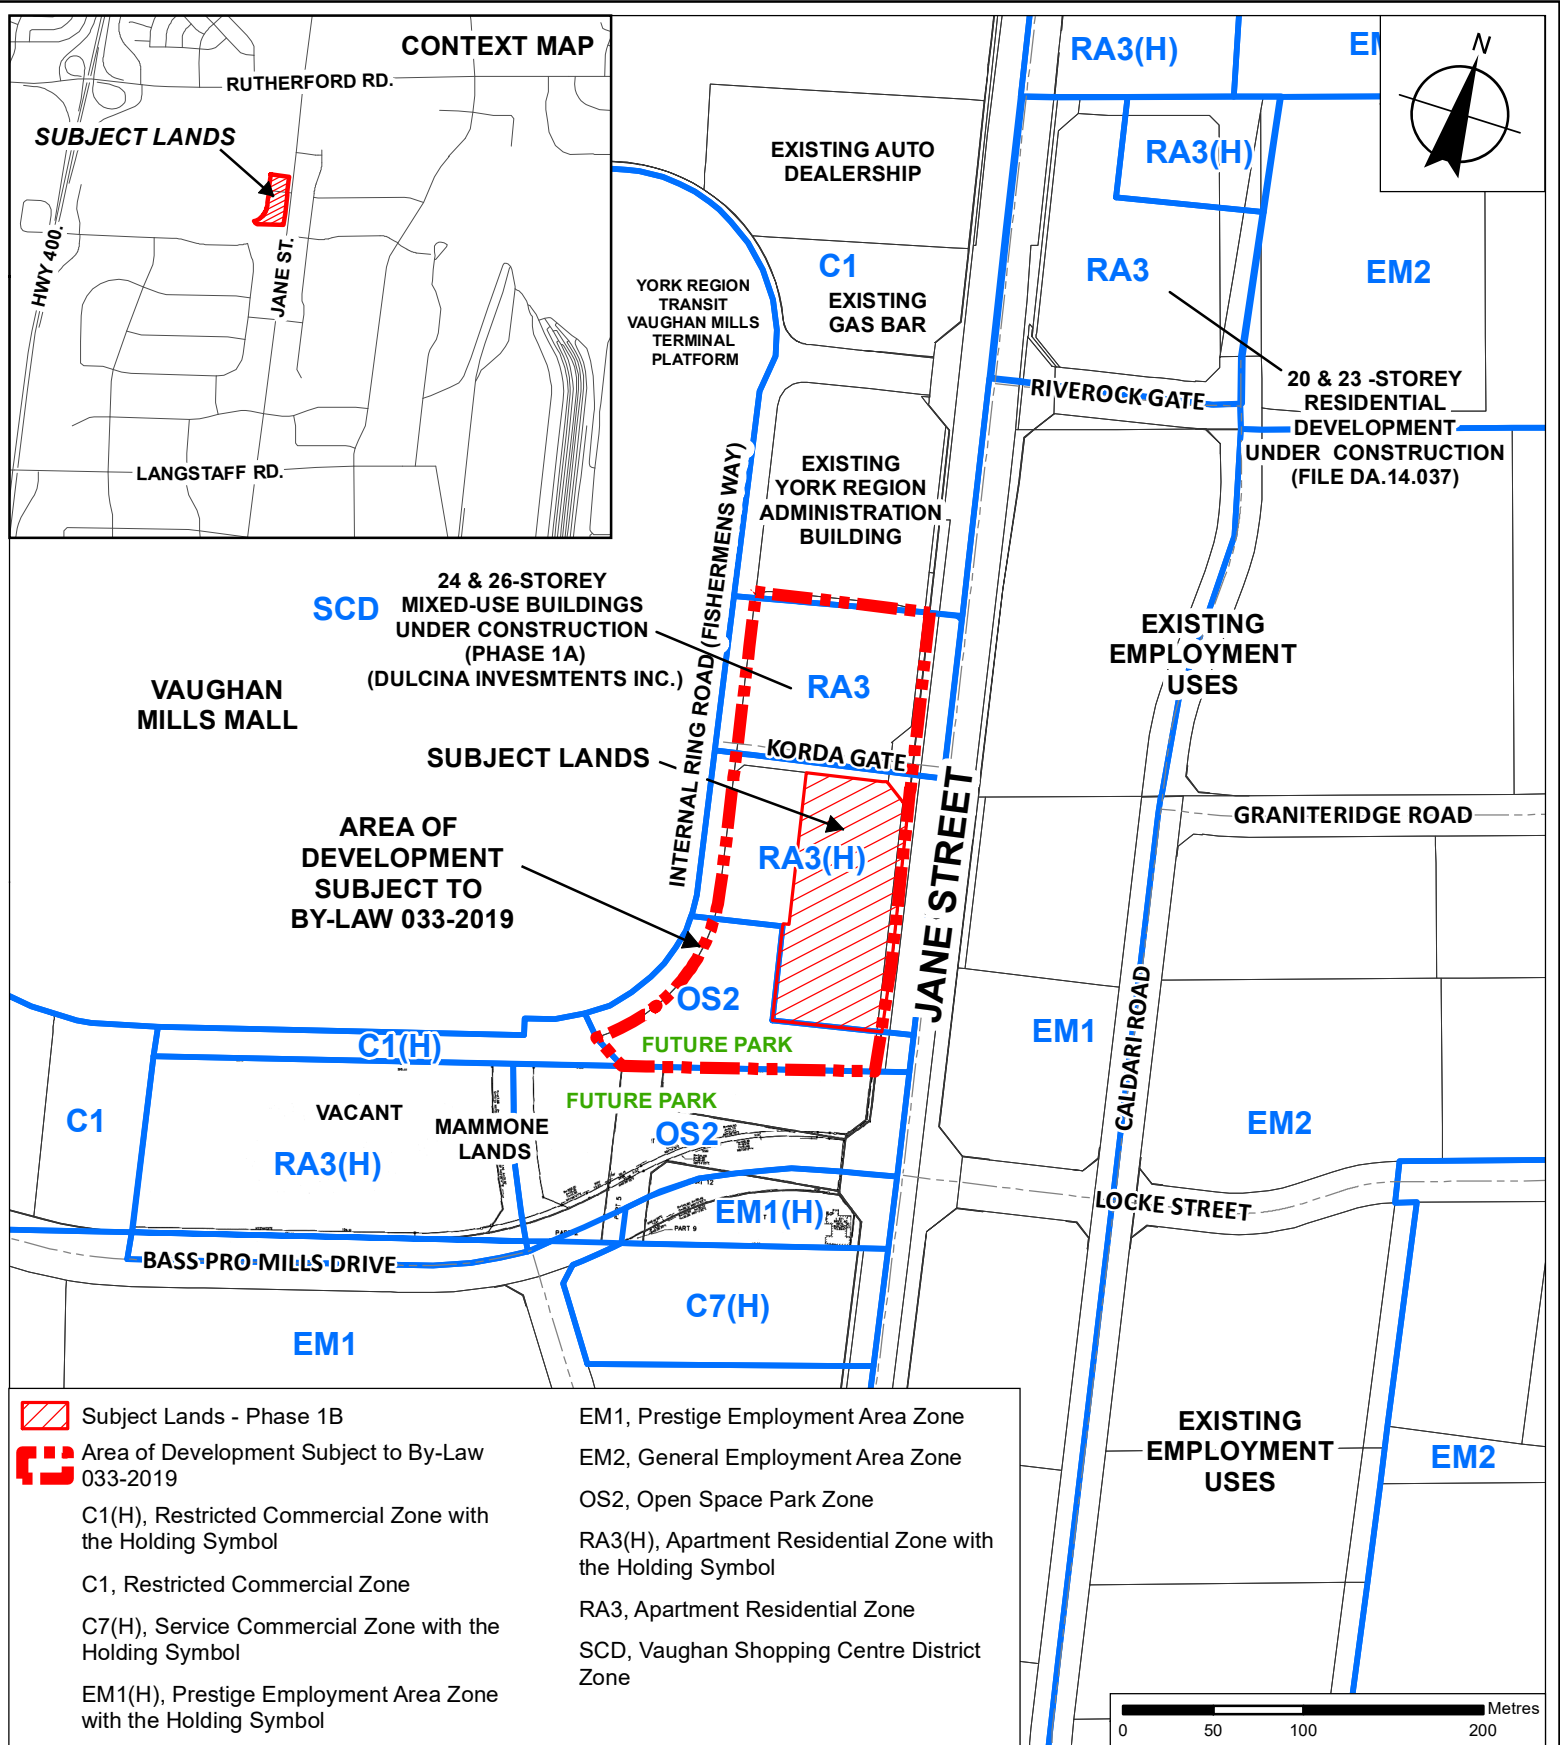 CONTEXT MAP
RUTHERFORD RD.
SUBJECT LANDS
HWY 400.
JANE ST.
LANGSTAFF RD.
N
RA3(H)
RA3(H)
EXISTING AUTO
DEALERSHIP
C1
EXISTING
GAS BAR
RA3
EM2
YORK REGION
TRANSIT
VAUGHAN MILLS
TERMINAL
PLATFORM
RIVEROCK GATE
20 & 23 -STOREY
RESIDENTIAL
DEVELOPMENT
UNDER CONSTRUCTION
(FILE DA.14.037)
EXISTING
YORK REGION
ADMINISTRATION
BUILDING
INTERNAL RING ROAD (FISHERMENS WAY)
SCD
24 & 26-STOREY
MIXED-USE BUILDINGS
UNDER CONSTRUCTION
(PHASE 1A)
(DULCINA INVESMTENTS INC.)
VAUGHAN
MILLS MALL
RA3
EXISTING
EMPLOYMENT
USES
SUBJECT LANDS
KORDA GATE
JANE STREET
GRANITERIDGE ROAD
AREA OF
DEVELOPMENT
SUBJECT TO
BY-LAW 033-2019
RA3(H)
OS2
FUTURE PARK
EM1
CALDARI ROAD
C1(H)
C1
VACANT
RA3(H)
MAMMONE
LANDS
FUTURE PARK
OS2
EM2
EM1(H)
PART 9
LOCKE STREET
BASS PRO MILLS DRIVE
C7(H)
EM1
EXISTING
EMPLOYMENT
USES
EM2
Subject Lands - Phase 1B
Area of Development Subject to By-Law
033-2019
C1(H), Restricted Commercial Zone with
the Holding Symbol
C1, Restricted Commercial Zone
C7(H), Service Commercial Zone with the
Holding Symbol
EM1(H), Prestige Employment Area Zone
with the Holding Symbol
EM1, Prestige Employment Area Zone
EM2, General Employment Area Zone
OS2, Open Space Park Zone
RA3(H), Apartment Residential Zone with
the Holding Symbol
RA3, Apartment Residential Zone
SCD, Vaughan Shopping Centre District
Zone
Metres
0 50 100 200